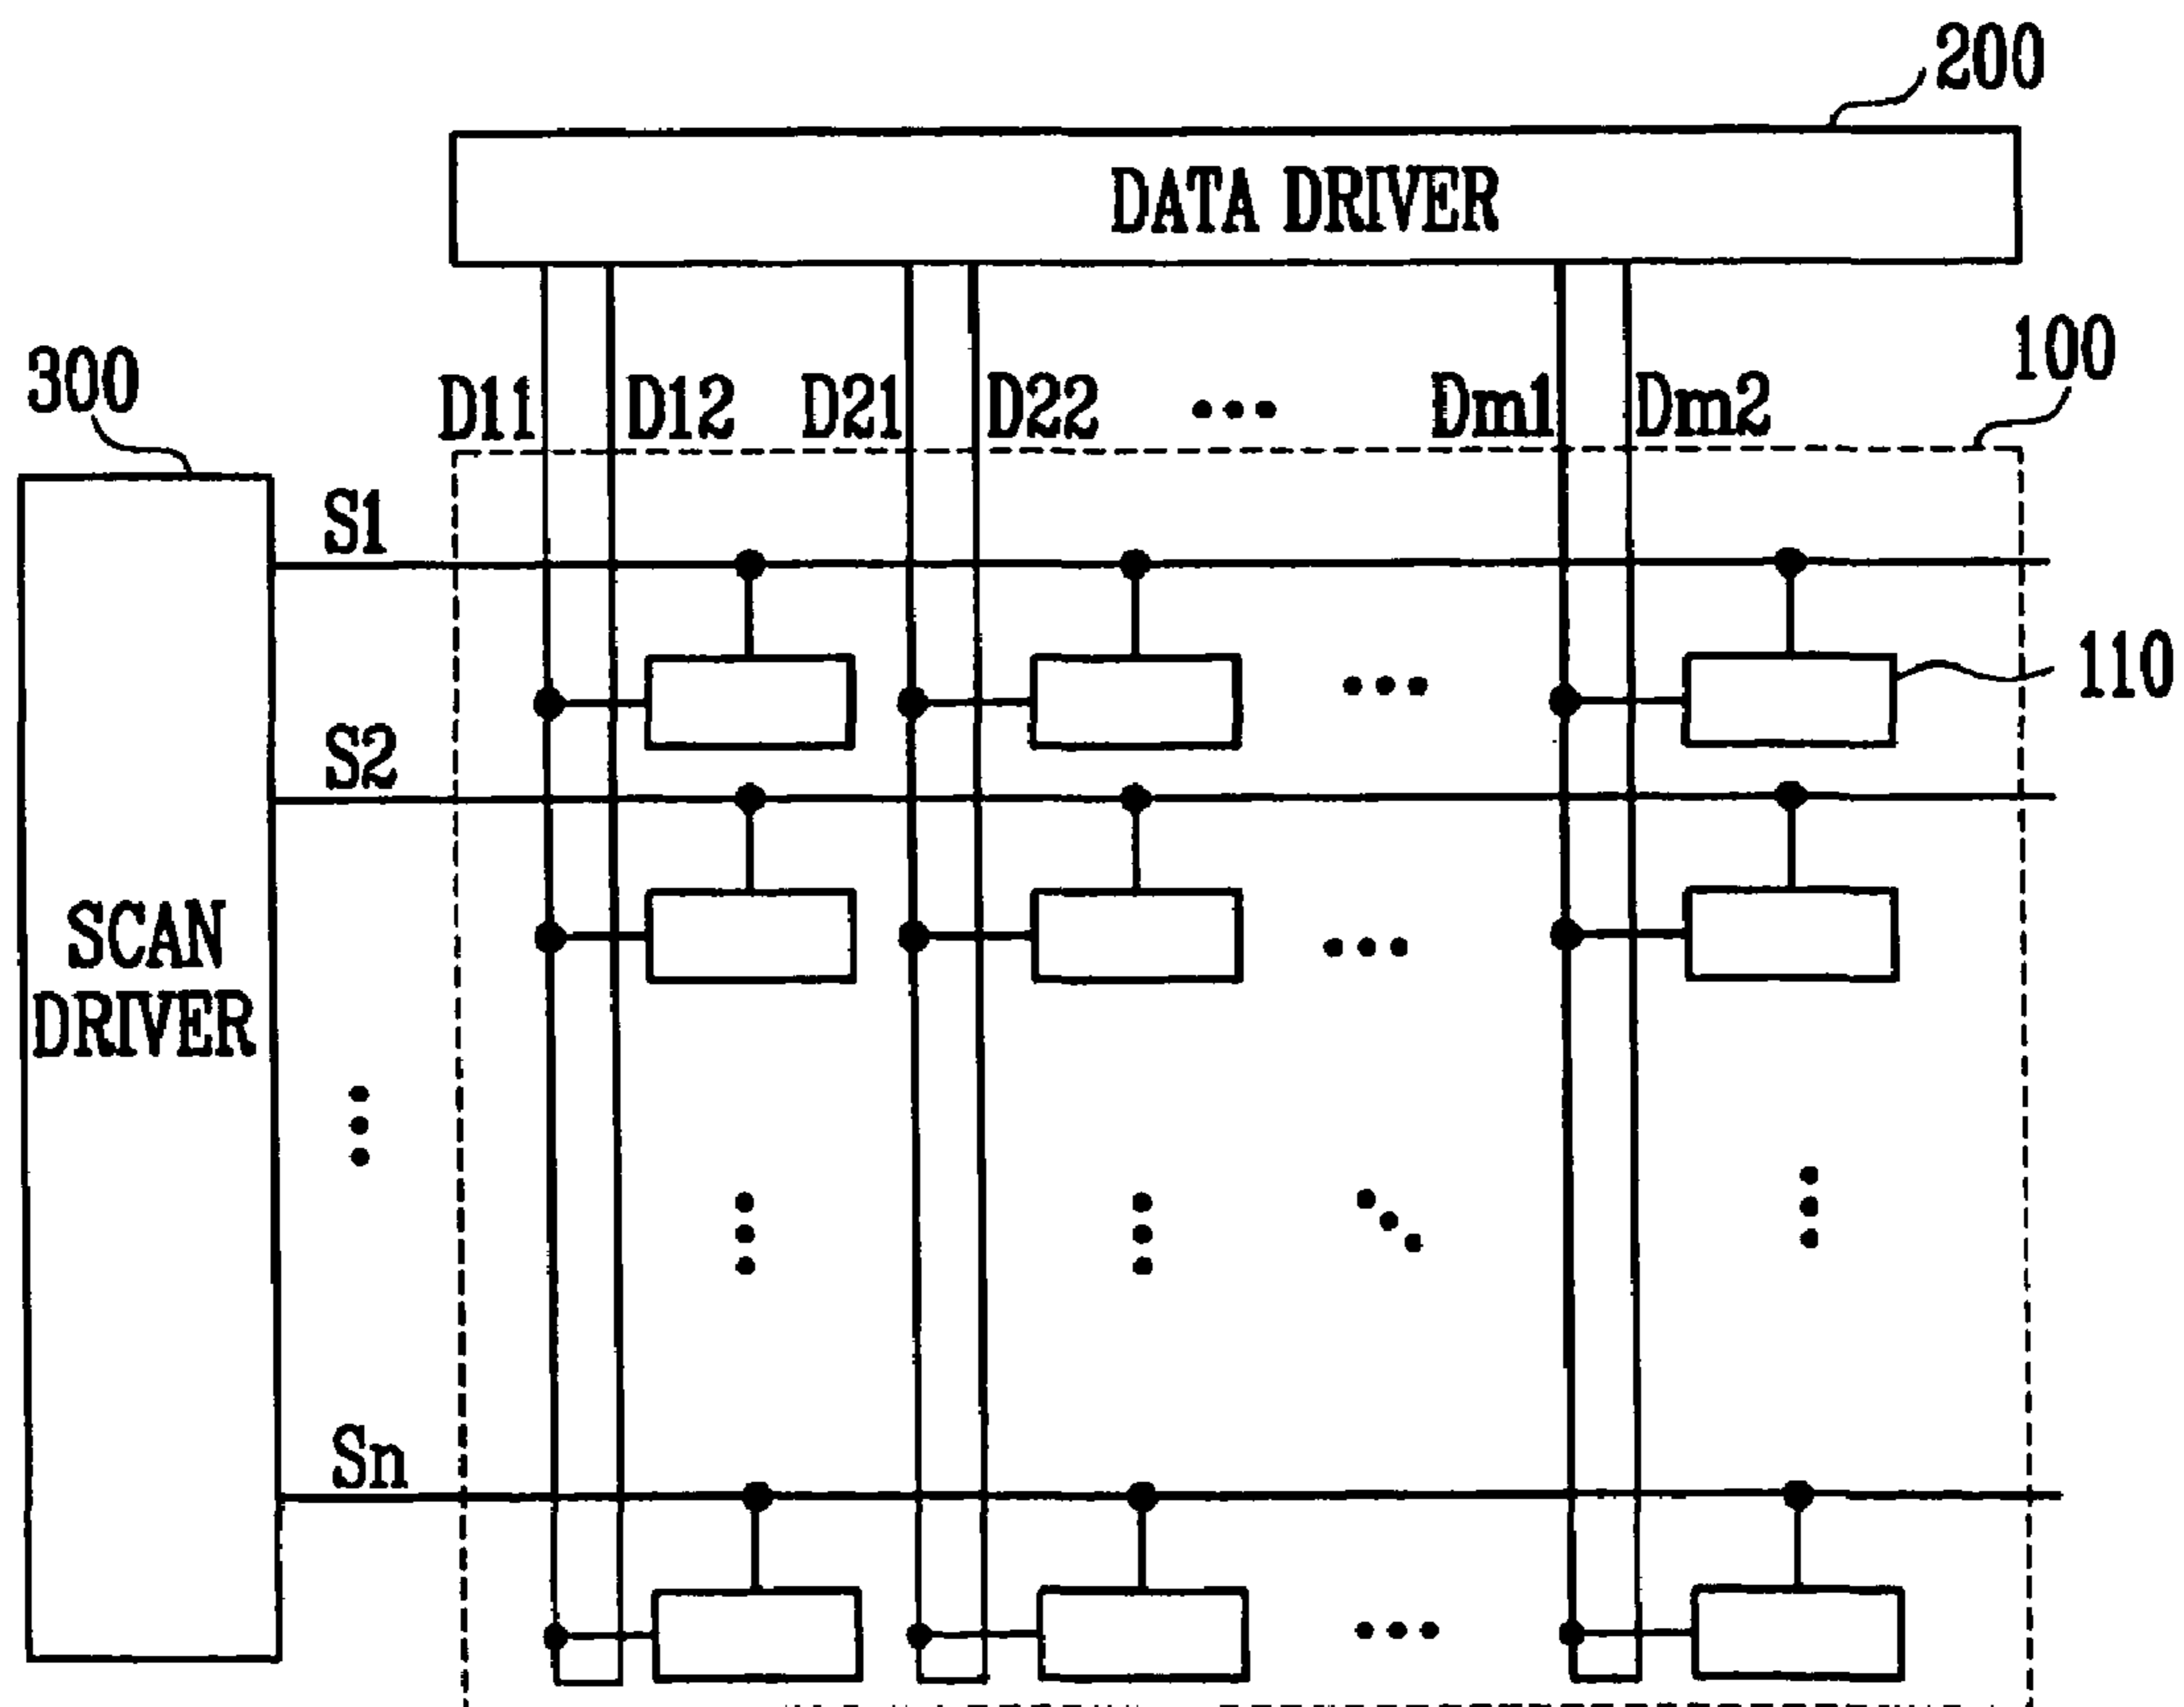 200
DATA DRIVER
300
D11 D12 D21 D22 ••• Dm1 Dm2
100
S1
110
S2
SCAN
DRIVER
Sn